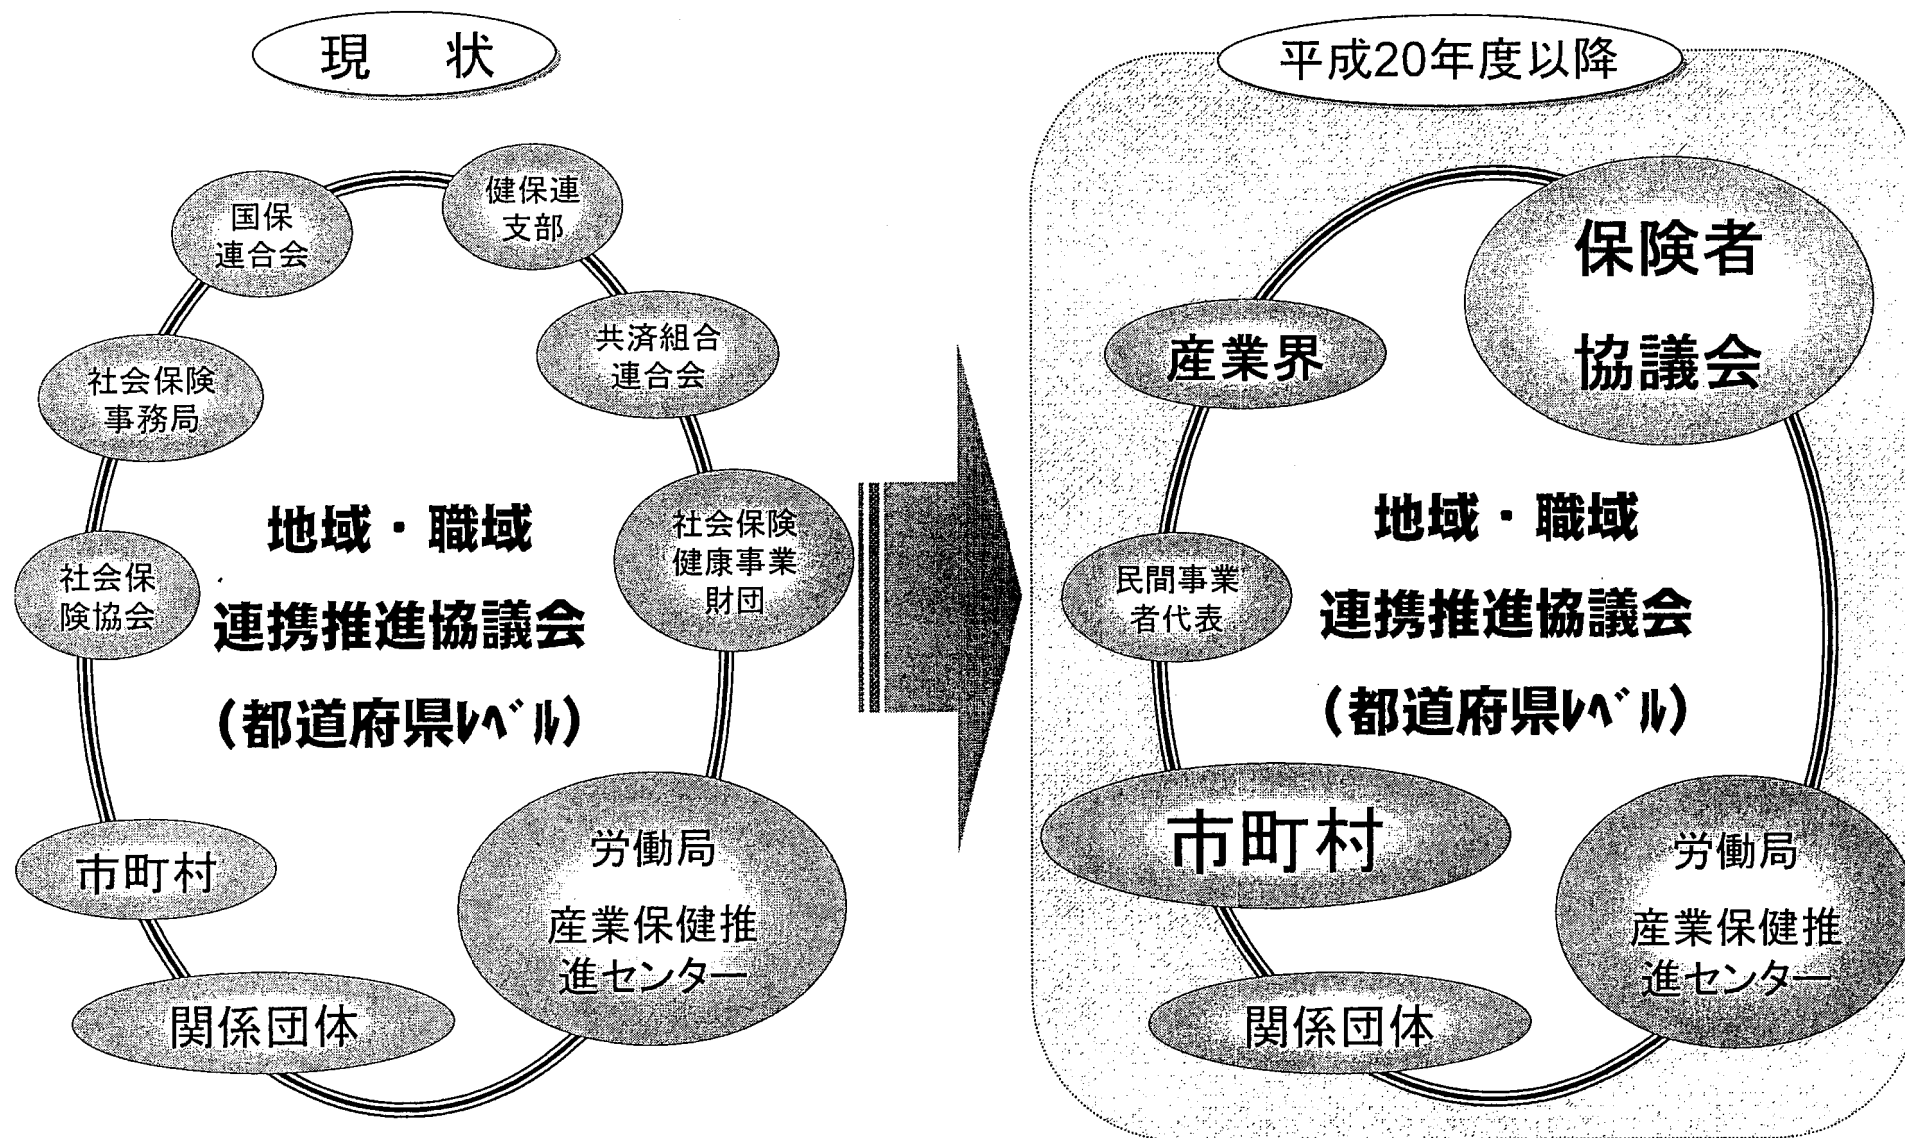 現 状
国保
連合会
健保連
支部
共済組合
連合会
社会保険
事務局
社会保険
健康事業
財団
社会保
険協会
地域・職域
連携推進協議会
(都道府県ﾚﾍﾞﾙ)
市町村
労働局
産業保健推
進センター
関係団体
平成20年度以降
保険者
協議会
産業界
民間事業
者代表
地域・職域
連携推進協議会
(都道府県ﾚﾍﾞﾙ)
市町村
労働局
産業保健推
進センター
関係団体